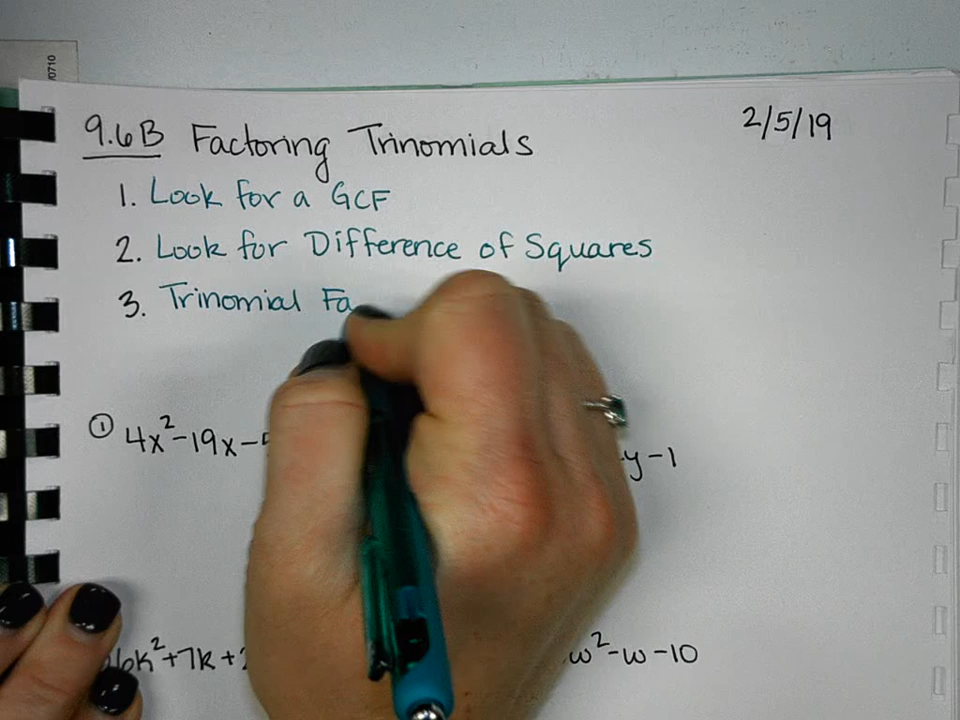 0710
9.6B Factoring Trinomials 2/5/19
1. Look for a GCF
2. Look for Difference of Squares
3. Trinomial Fa
① 4x²-19x-
y-1
6k²+7k+
w²-w-10